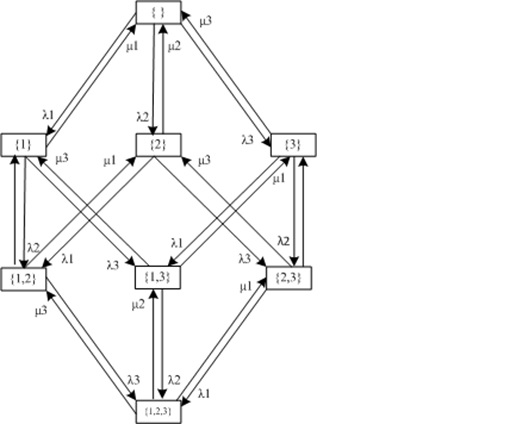 { }
μ3
μ1
μ2
λ1
λ2
λ3
{1}
{2}
{3}
μ3
μ1
μ3
μ1
λ2
λ1
λ1
λ2
λ3
λ3
{1,2}
{1,3}
{2,3}
μ3
μ2
μ1
λ3
λ2
λ1
{1,2,3}